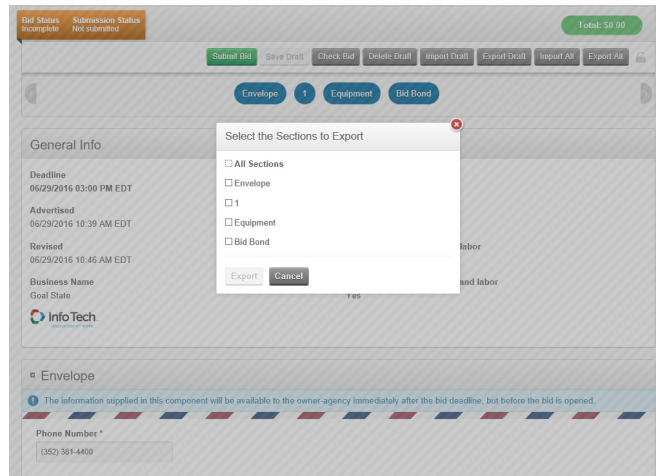 Bid Status Submission Status
Incomplete Not submitted
Total: $0.00
Submit Bid Save Draft Check Bid Delete Draft Import Draft Export Draft Import All Export All
Envelope 1 Equipment Bid Bond
Select the Sections to Export
General Info
All Sections
Deadline
Envelope
06/29/2016 03:00 PM EDT
1
Advertised
Equipment
06/29/2016 10:39 AM EDT
Bid Bond
Revised labor
06/29/2016 10:46 AM EDT
Export Cancel
Business Name and labor
Goal State Yes
InfoTech
Envelope
The information supplied in this component will be available to the owner-agency immediately after the bid deadline, but before the bid is opened.
Phone Number *
(352) 381-4400